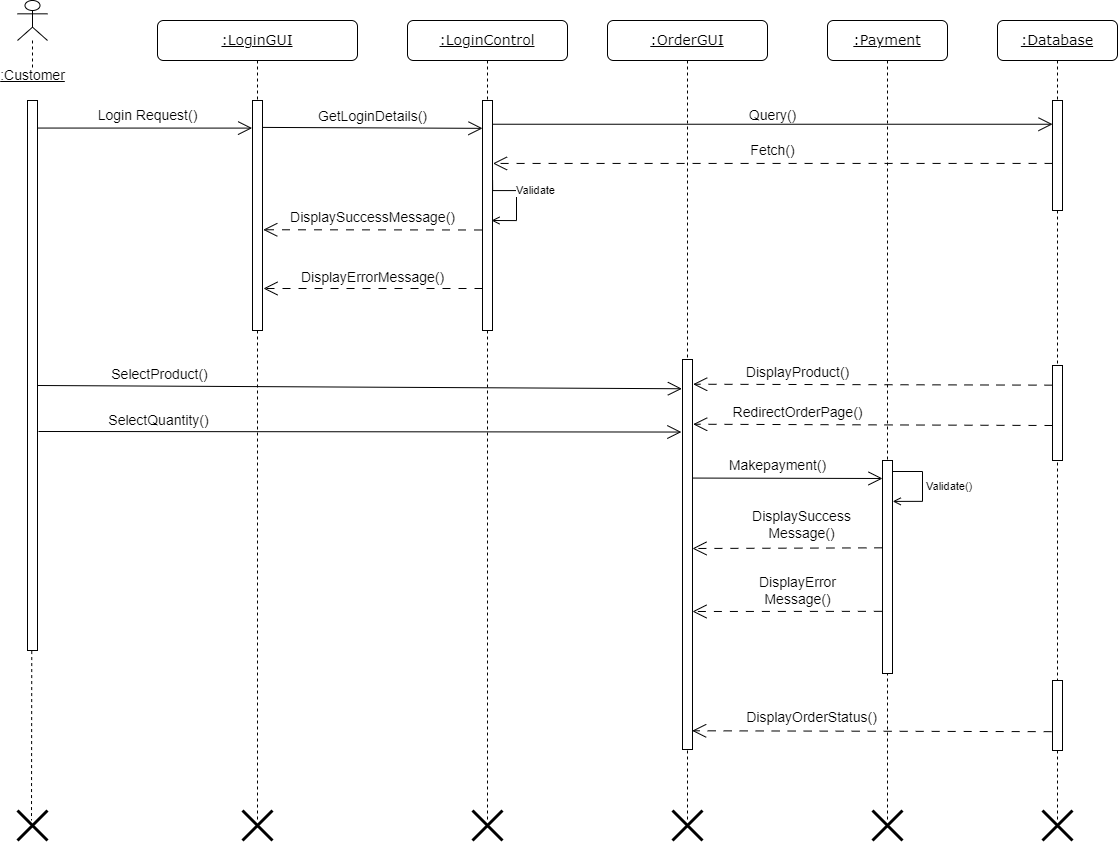 :Customer
:LoginGUI
:LoginControl
:OrderGUI
:Payment
:Database
Login Request()
GetLoginDetails()
Query()
Fetch()
Validate
DisplaySuccessMessage()
DisplayErrorMessage()
SelectProduct()
DisplayProduct()
SelectQuantity()
RedirectOrderPage()
Makepayment()
Validate()
DisplaySuccess
Message()
DisplayError
Message()
DisplayOrderStatus()